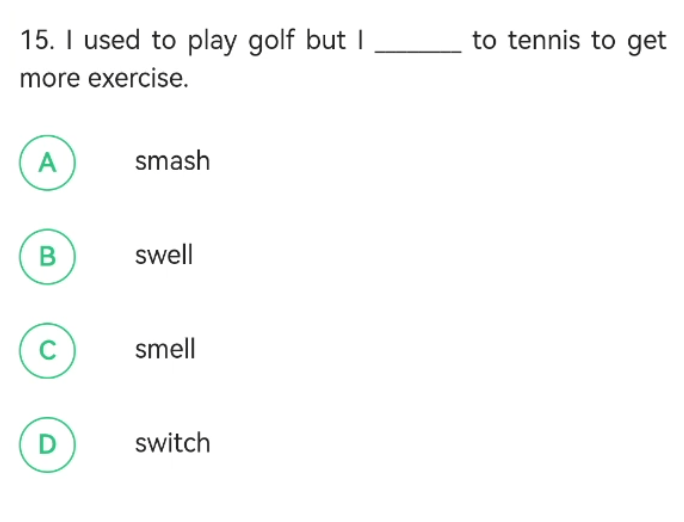 15. I used to play golf but I _______ to tennis to get
more exercise.
A smash
B swell
C smell
D switch